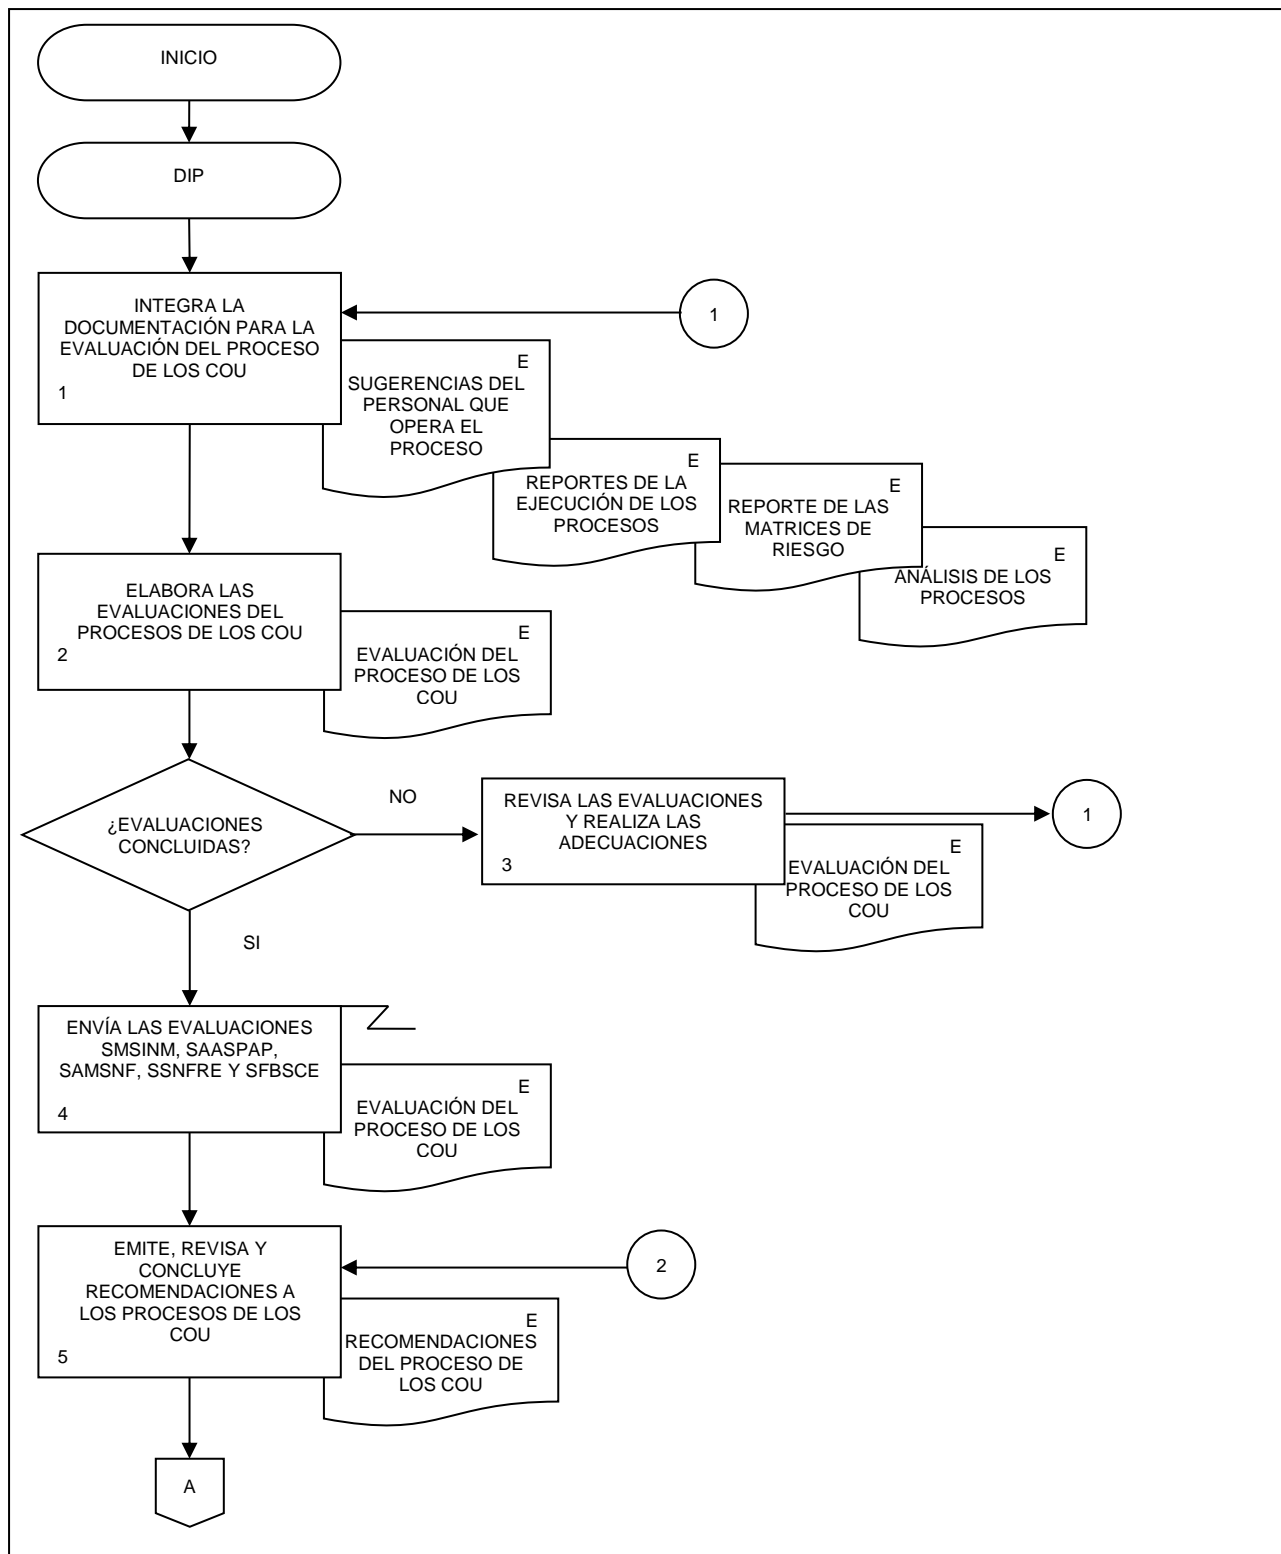 INICIO
DIP
INTEGRA LA
DOCUMENTACIÓN PARA LA
EVALUACIÓN DEL PROCESO
DE LOS COU
1
1
E
SUGERENCIAS DEL
PERSONAL QUE
OPERA EL
PROCESO
E
REPORTES DE LA
EJECUCIÓN DE LOS
PROCESOS
E
REPORTE DE LAS
MATRICES DE
RIESGO
E
ANÁLISIS DE LOS
PROCESOS
ELABORA LAS
EVALUACIONES DEL
PROCESOS DE LOS COU
2
E
EVALUACIÓN DEL
PROCESO DE LOS
COU
¿EVALUACIONES
CONCLUIDAS?
NO
REVISA LAS EVALUACIONES
Y REALIZA LAS
ADECUACIONES
3
1
E
EVALUACIÓN DEL
PROCESO DE LOS
COU
SI
ENVÍA LAS EVALUACIONES
SMSINM, SAASPAP,
SAMSNF, SSNFRE Y SFBSCE
4
E
EVALUACIÓN DEL
PROCESO DE LOS
COU
EMITE, REVISA Y
CONCLUYE
RECOMENDACIONES A
LOS PROCESOS DE LOS
COU
5
2
E
RECOMENDACIONES
DEL PROCESO DE
LOS COU
A